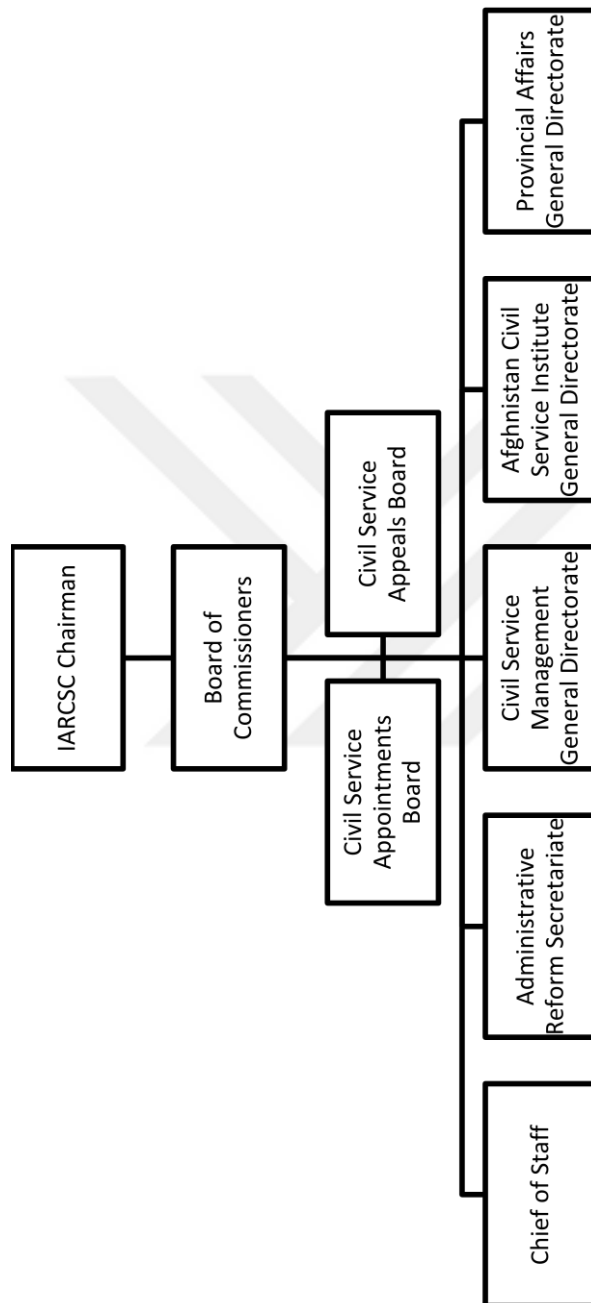 IARCSC Chairman
Board of
Commissioners
Civil Service
Appointments
Board
Civil Service
Appeals Board
Chief of Staff
Administrative
Reform Secretariate
Civil Service
Management
General Directorate
Afghnistan Civil
Service Institute
General Directorate
Provincial Affairs
General Directorate